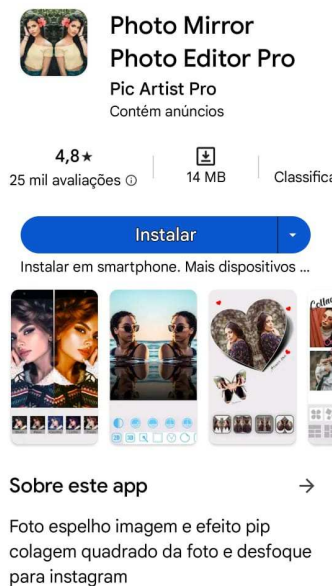 Photo Mirror
Photo Editor Pro
Pic Artist Pro
Contém anúncios
4,8★
25 mil avaliações
14 MB
Classifica
Instalar
Instalar em smartphone. Mais dispositivos ...
Sobre este app
Foto espelho imagem e efeito pip
colagem quadrado da foto e desfoque
para instagram